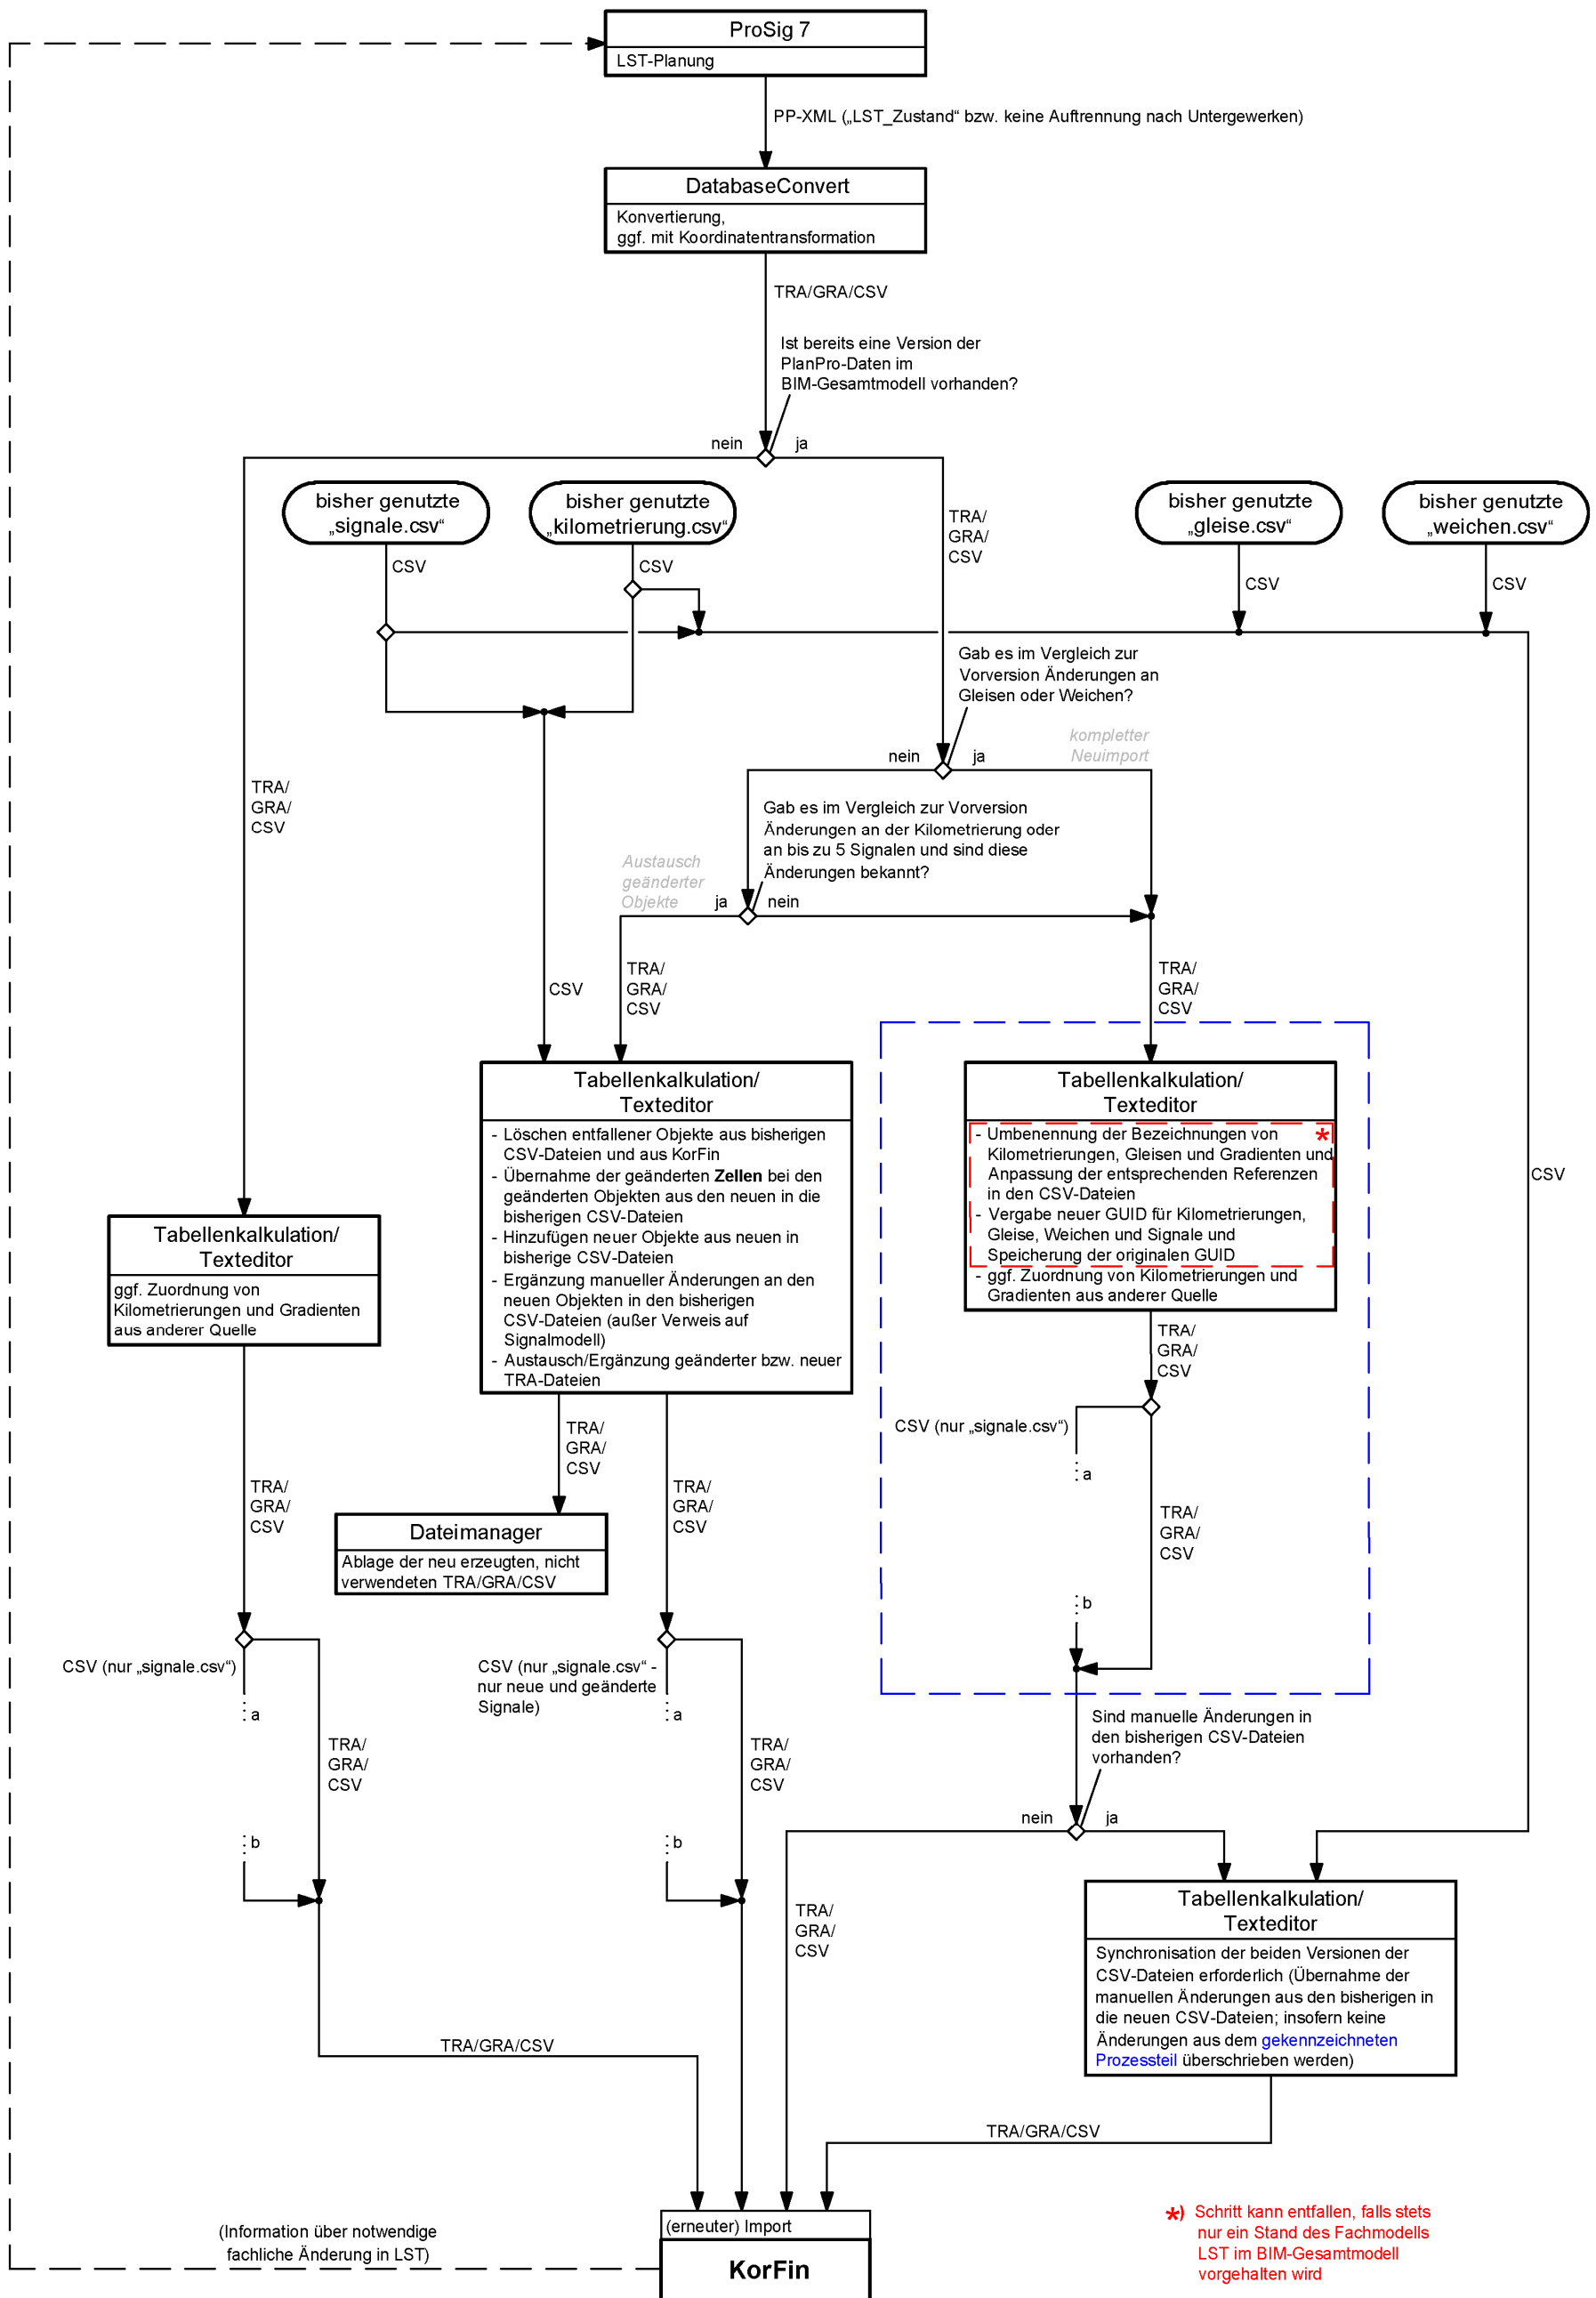 ProSig 7
LST-Planung
PP-XML („LST_Zustand“ bzw. keine Auftrennung nach Untergewerken)
DatabaseConvert
Konvertierung,
ggf. mit Koordinatentransformation
TRA/GRA/CSV
Ist bereits eine Version der
PlanPro-Daten im
BIM-Gesamtmodell vorhanden?
nein
ja
bisher genutzte
„signale.csv“
bisher genutzte
„kilometrierung.csv“
bisher genutzte
„gleise.csv“
bisher genutzte
„weichen.csv“
TRA/
GRA/
CSV
CSV
CSV
CSV
CSV
Gab es im Vergleich zur
Vorversion Änderungen an
Gleisen oder Weichen?
kompletter
Neuimport
nein
ja
TRA/
GRA/
CSV
Gab es im Vergleich zur Vorversion
Änderungen an der Kilometrierung oder
an bis zu 5 Signalen und sind diese
Änderungen bekannt?
Austausch
geänderter
Objekte
ja
nein
CSV
TRA/
GRA/
CSV
TRA/
GRA/
CSV
Tabellenkalkulation/
Texteditor
- Löschen entfallener Objekte aus bisherigen
CSV-Dateien und aus KorFin
- Übernahme der geänderten Zellen bei den
geänderten Objekten aus den neuen in die
bisherigen CSV-Dateien
- Hinzufügen neuer Objekte aus neuen in
bisherige CSV-Dateien
- Ergänzung manueller Änderungen an den
neuen Objekten in den bisherigen
CSV-Dateien (außer Verweis auf
Signalmodell)
- Austausch/Ergänzung geänderter bzw. neuer
TRA-Dateien
Tabellenkalkulation/
Texteditor
- Umbenennung der Bezeichnungen von *
Kilometrierungen, Gleisen und Gradienten und
Anpassung der entsprechenden Referenzen
in den CSV-Dateien
- Vergabe neuer GUID für Kilometrierungen,
Gleise, Weichen und Signale und
Speicherung der originalen GUID
- ggf. Zuordnung von Kilometrierungen und
Gradienten aus anderer Quelle
CSV
Tabellenkalkulation/
Texteditor
ggf. Zuordnung von
Kilometrierungen und Gradienten
aus anderer Quelle
TRA/
GRA/
CSV
CSV (nur „signale.csv“)
a
TRA/
GRA/
CSV
b
TRA/
GRA/
CSV
TRA/
GRA/
CSV
TRA/
GRA/
CSV
Dateimanager
Ablage der neu erzeugten, nicht
verwendeten TRA/GRA/CSV
CSV (nur „signale.csv“)
a
TRA/
GRA/
CSV
b
CSV (nur „signale.csv“ -
nur neue und geänderte
Signale)
a
TRA/
GRA/
CSV
b
Sind manuelle Änderungen in
den bisherigen CSV-Dateien
vorhanden?
nein
ja
TRA/
GRA/
CSV
Tabellenkalkulation/
Texteditor
Synchronisation der beiden Versionen der
CSV-Dateien erforderlich (Übernahme der
manuellen Änderungen aus den bisherigen in
die neuen CSV-Dateien; insofern keine
Änderungen aus dem gekennzeichneten
Prozessteil überschrieben werden)
TRA/GRA/CSV
TRA/GRA/CSV
(Information über notwendige
fachliche Änderung in LST)
(erneuter) Import
KorFin
*) Schritt kann entfallen, falls stets
nur ein Stand des Fachmodells
LST im BIM-Gesamtmodell
vorgehalten wird